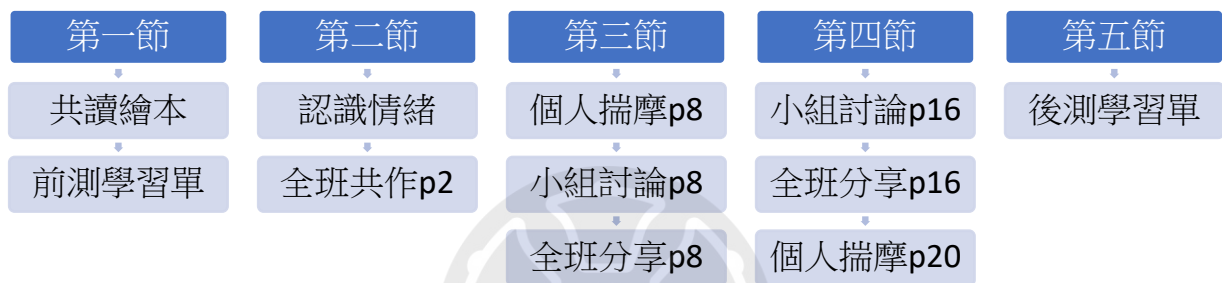 第一節
共讀繪本
前測學習單
第二節
認識情緒
全班共作p2
第三節
個人揣摩p8
小組討論p8
全班分享p8
第四節
小組討論p16
全班分享p16
個人揣摩p20
第五節
後測學習單